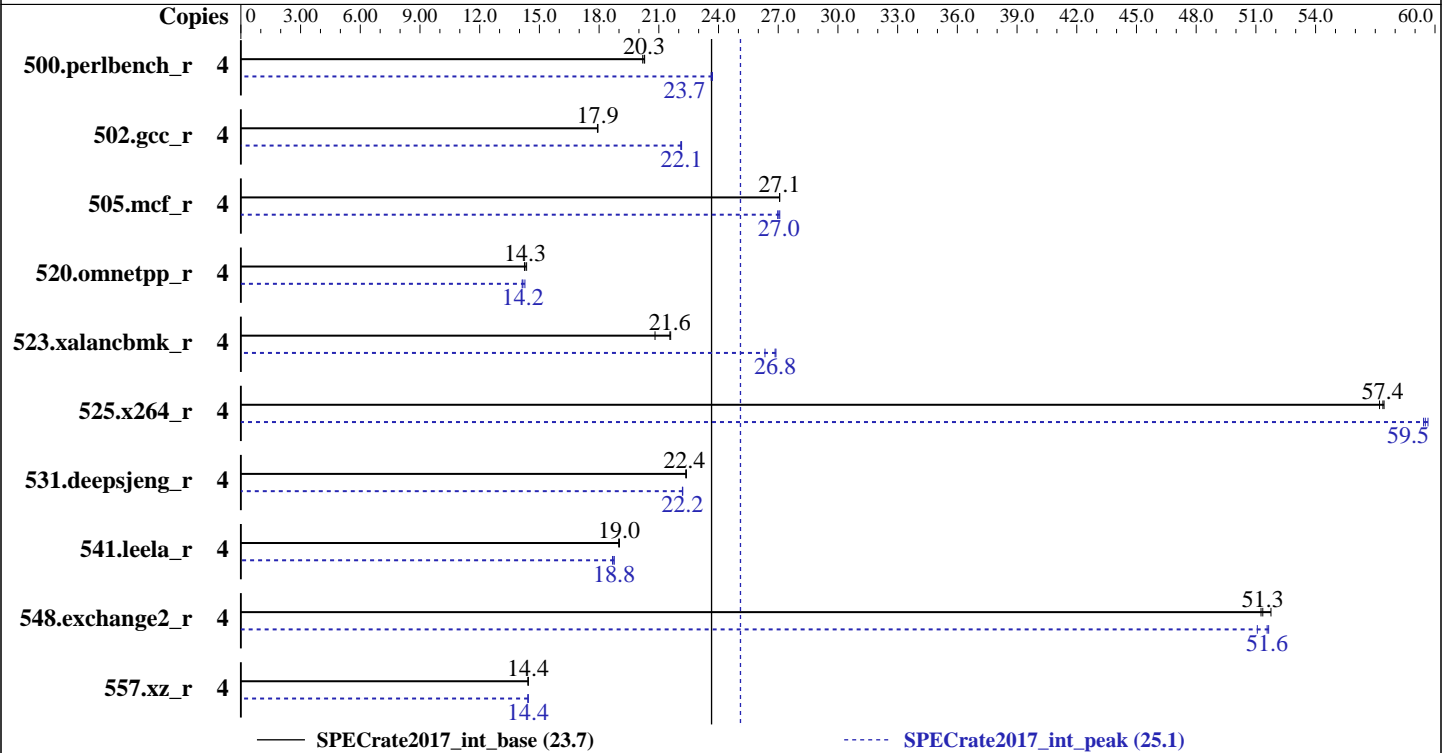 Copies 0 3.00 6.00 9.00 12.0 15.0 18.0 21.0 24.0 27.0 30.0 33.0 36.0 39.0 42.0 45.0 48.0 51.0 54.0 60.0
20.3
500.perlbench_r 4
23.7
17.9
502.gcc_r 4
22.1
27.1
505.mcf_r 4
27.0
14.3
520.omnetpp_r 4
14.2
21.6
523.xalancbmk_r 4
26.8
57.4
525.x264_r 4
59.5
22.4
531.deepsjeng_r 4
22.2
19.0
541.leela_r 4
18.8
51.3
548.exchange2_r 4
51.6
14.4
557.xz_r 4
14.4
SPECrate2017_int_base (23.7) SPECrate2017_int_peak (25.1)